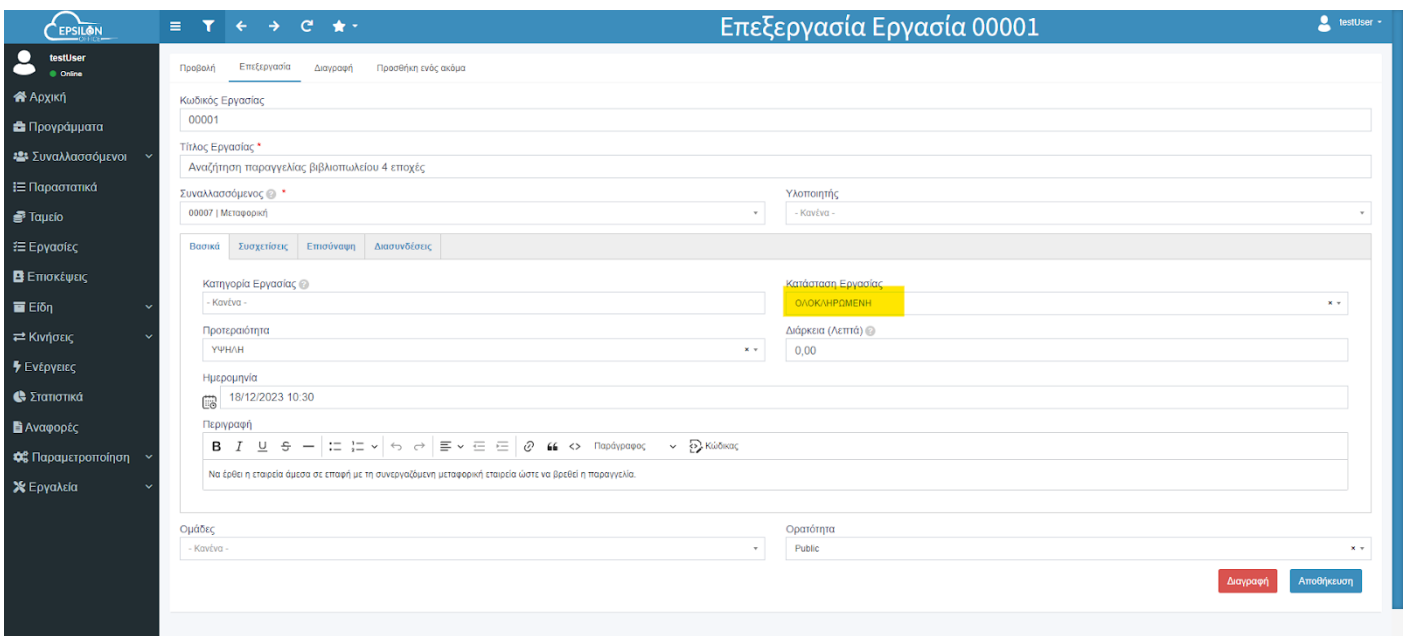 EPSILON
OFFICE
Επεξεργασία Εργασία 00001
testUser
testUser
Online
Αρχική
Προγράμματα
Συναλλασσόμενοι
Παραστατικά
Ταμείο
Εργασίες
Επισκέψεις
Είδη
Κινήσεις
Ενέργειες
Στατιστικά
Αναφορές
Παραμετροποίηση
Εργαλεία
Προβολή Επεξεργασία Διαγραφή Προσθήκη ενός ακόμα
Κωδικός Εργασίας
00001
Τίτλος Εργασίας *
Αναζήτηση παραγγελίας βιβλιοπωλείου 4 εποχές
Συναλλασσόμενος *
00007 | Μεταφορική
Υλοποιητής
- Κανένα -
Βασικά Συσχετίσεις Επισύναψη Διασυνδέσεις
Κατηγορία Εργασίας
- Κανένα -
Κατάσταση Εργασίας
ΟΛΟΚΛΗΡΩΜΕΝΗ
Προτεραιότητα
ΥΨΗΛΗ
Διάρκεια (Λεπτά)
0,00
Ημερομηνία
18/12/2023 10:30
Περιγραφή
B I U S Παράγραφος Κώδικας
Να έρθει η εταιρεία άμεσα σε επαφή με τη συνεργαζόμενη μεταφορική εταιρεία ώστε να βρεθεί η παραγγελία.
Ομάδες
- Κανένα -
Ορατότητα
Public
Διαγραφή Αποθήκευση